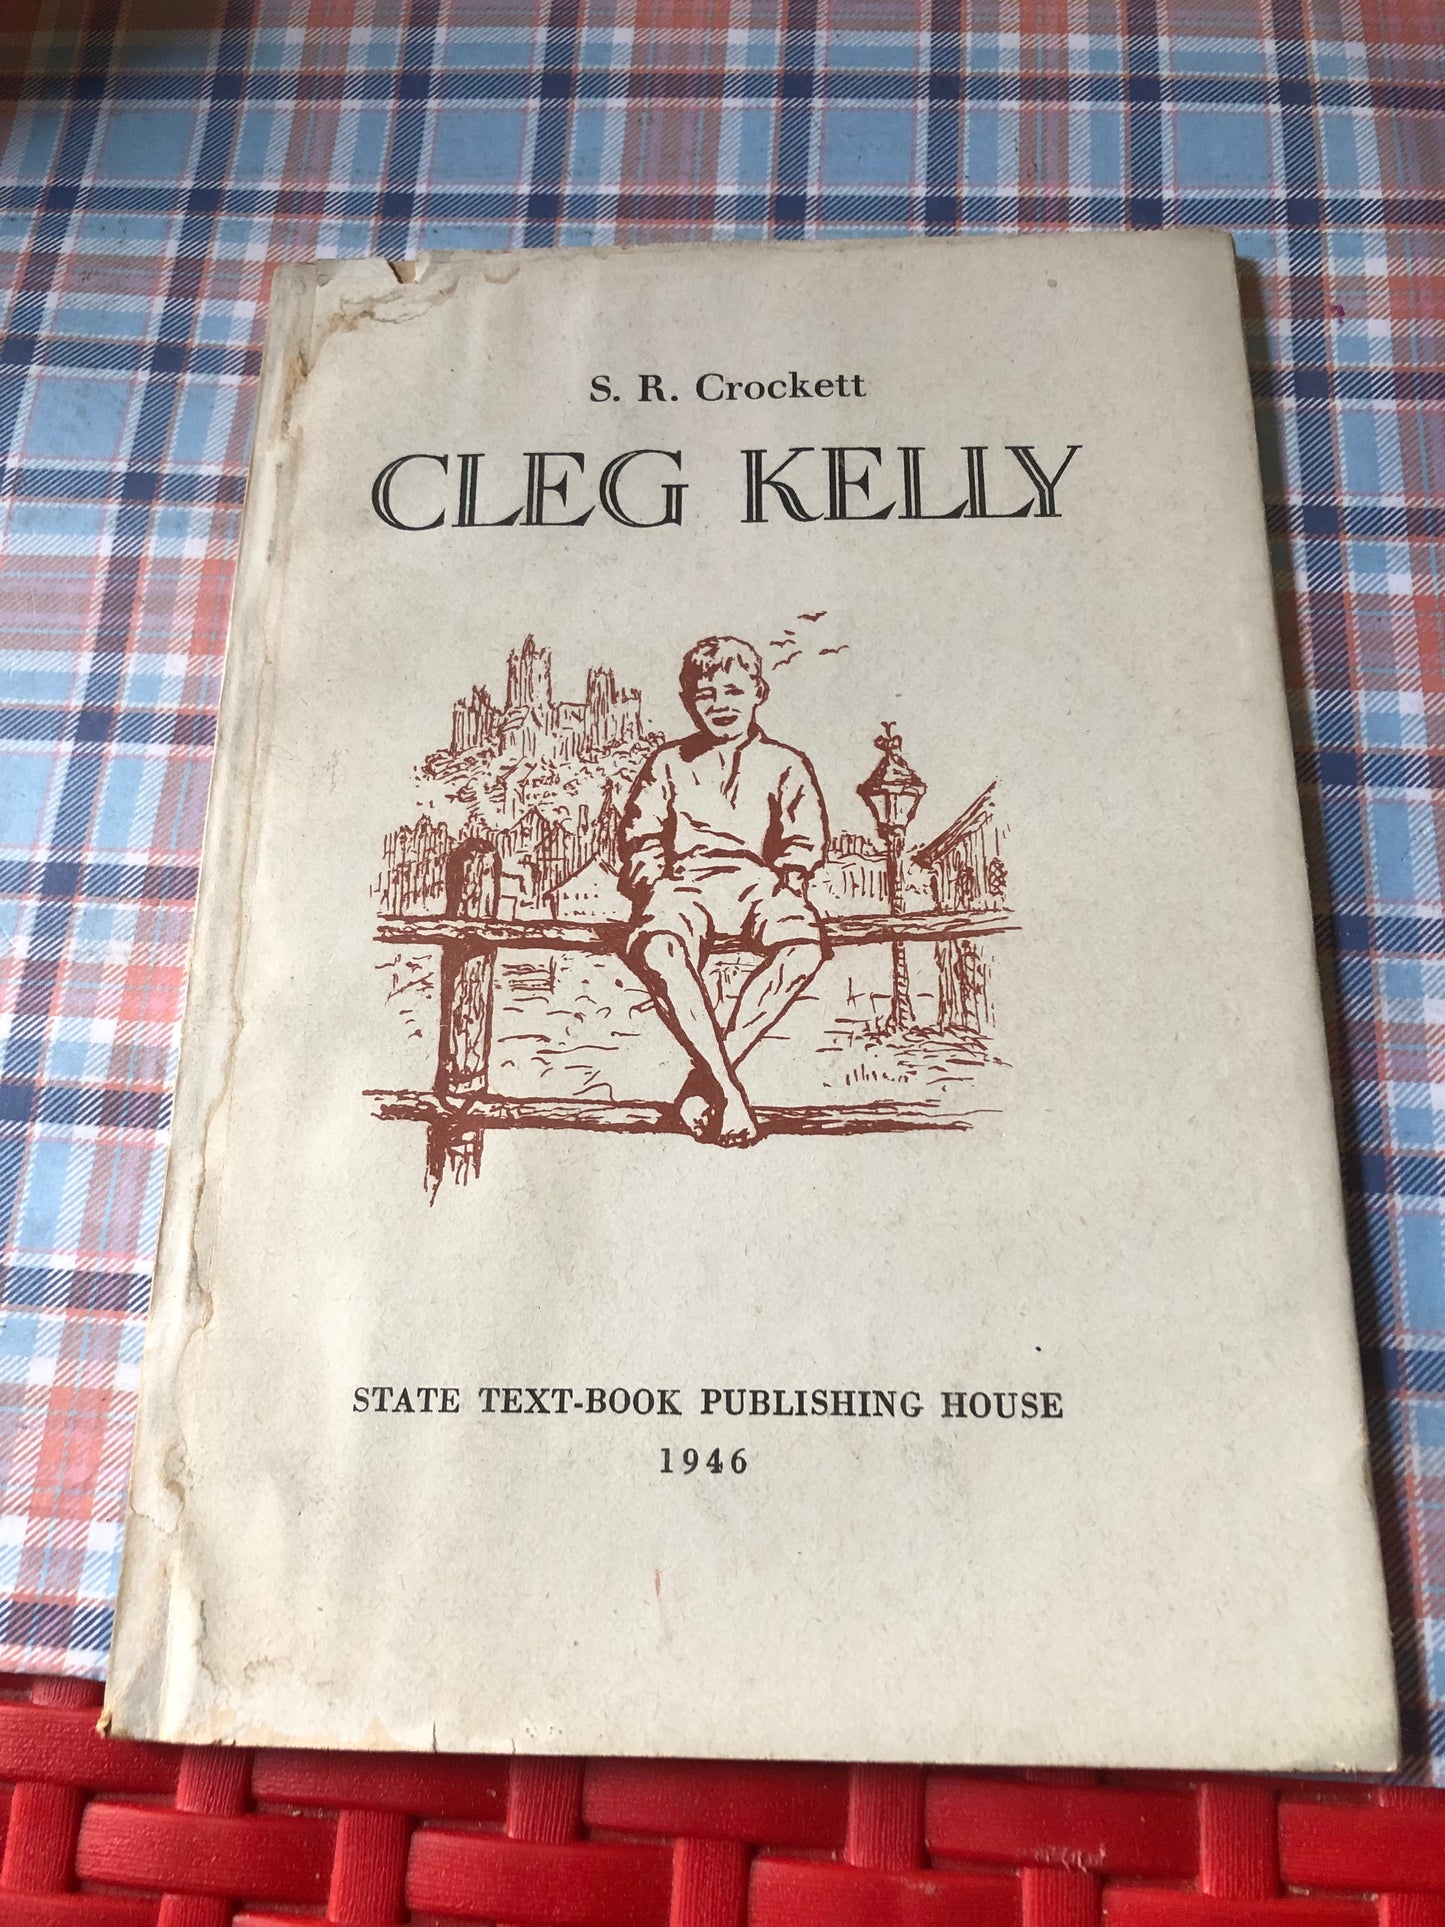 S. R. Crockett
CLEG KELLY
STATE TEXT-BOOK PUBLISHING HOUSE
1946